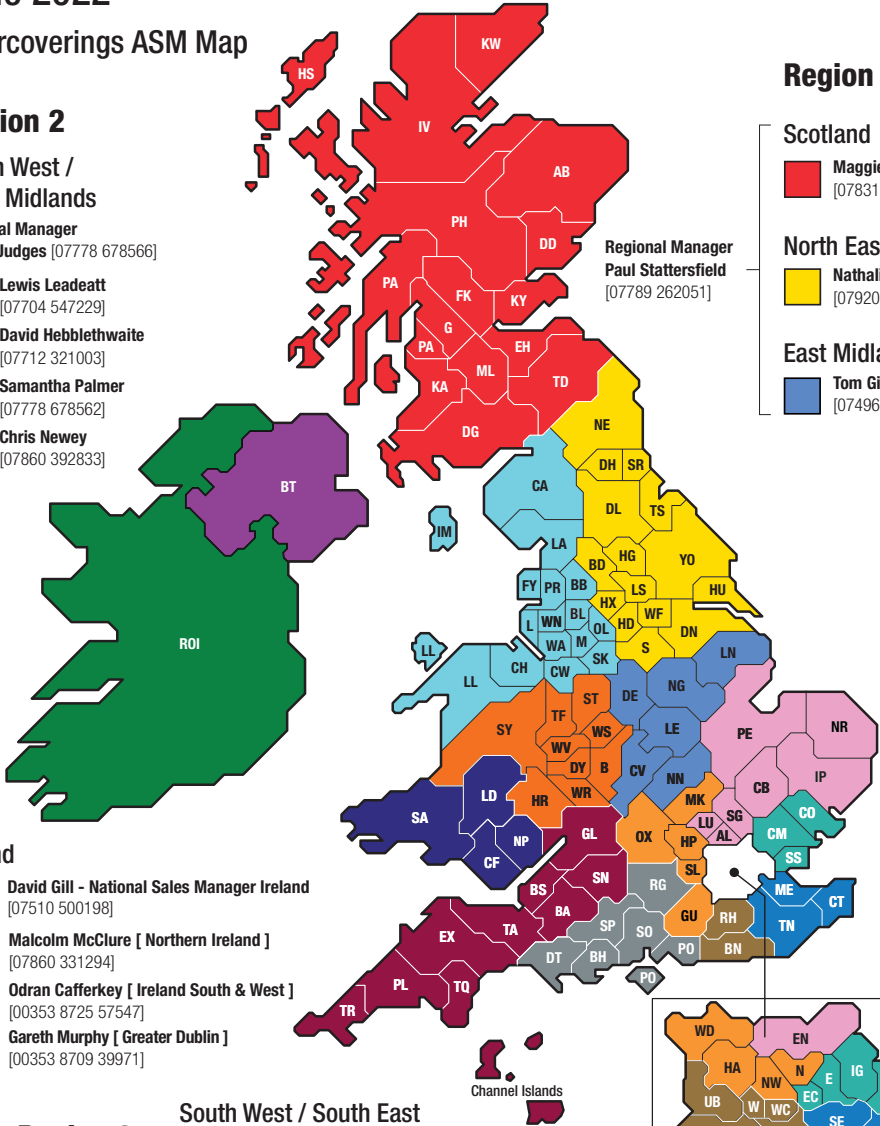 rcoverings ASM Map
ion 2
West /
Midlands
al Manager
Judges [07778 678566]
Lewis Leadeatt
[07704 547229]
David Hebblethwaite
[07712 321003]
Samantha Palmer
[07778 678562]
Chris Newey
[07860 392833]
Region
Scotland
Maggie
[07831
North Eas
Nathali
[07920
East Midla
Tom Gi
[07496
Regional Manager
Paul Stattersfield
[07789 262051]
HS
KW
IV
AB
PH
DD
PA
FK
KY
G
PA
EH
ML
KA
TD
DG
NE
BT
CA
DH
SR
IM
DL
TS
LA
BD
HG
YO
FY
PR
BB
LS
HU
HX
L
WN
BL
OL
HD
WF
DN
ROI
WA
M
S
LL
CH
CW
SK
LN
LL
DE
NG
ST
SY
TF
WS
LE
PE
NR
WV
DY
B
CV
NN
CB
IP
HR
WR
MK
SA
LD
SG
CO
LU
AL
CM
GL
OX
HP
NP
CF
SL
SS
BS
SN
RG
ME
CT
BA
GU
RH
TN
SP
SO
EX
TA
PO
BN
DT
BH
PL
TQ
PO
TR
Channel Islands
WD
EN
HA
NW
N
E
IG
UB
W
WC
EC
SE
nd
David Gill - National Sales Manager Ireland
[07510 500198]
Malcolm McClure [ Northern Ireland ]
[07860 331294]
Odran Cafferkey [ Ireland South & West ]
[00353 8725 57547]
Gareth Murphy [ Greater Dublin ]
[00353 8709 39971]
South West / South East